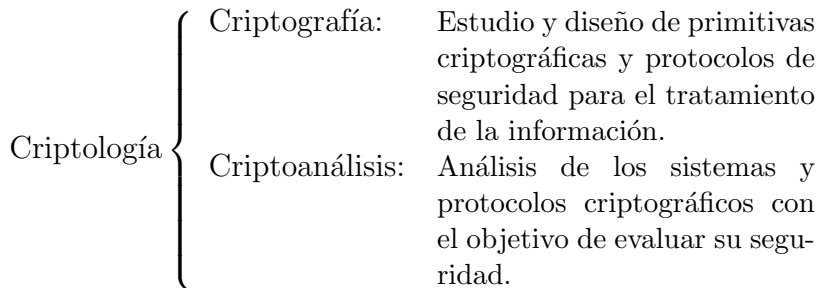 Criptología
Criptografía: Estudio y diseño de primitivas
criptográficas y protocolos de
seguridad para el tratamiento
de la información.
Criptoanálisis: Análisis de los sistemas y
protocolos criptográficos con
el objetivo de evaluar su segu-
ridad.